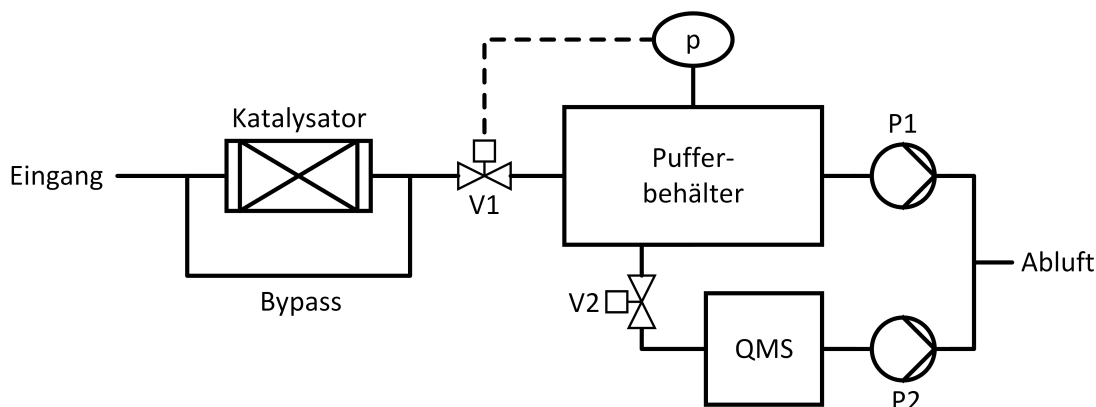 p
Katalysator
P1
Eingang
Puffer-
behälter
V1
Abluft
Bypass
V2
QMS
P2